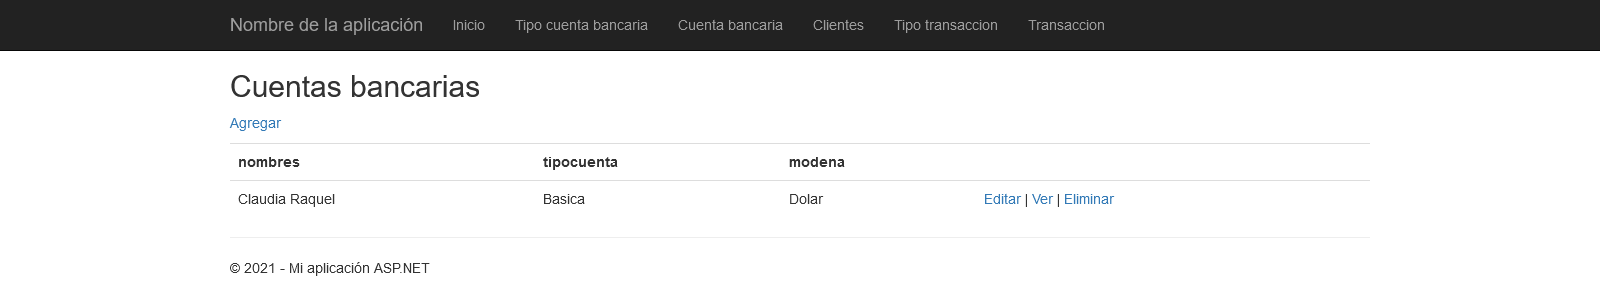 Nombre de la aplicación Inicio Tipo cuenta bancaria Cuenta bancaria Clientes Tipo transaccion Transaccion
Cuentas bancarias
Agregar
nombres tipocuenta modena
Claudia Raquel Basica Dolar Editar | Ver | Eliminar
© 2021 - Mi aplicación ASP.NET